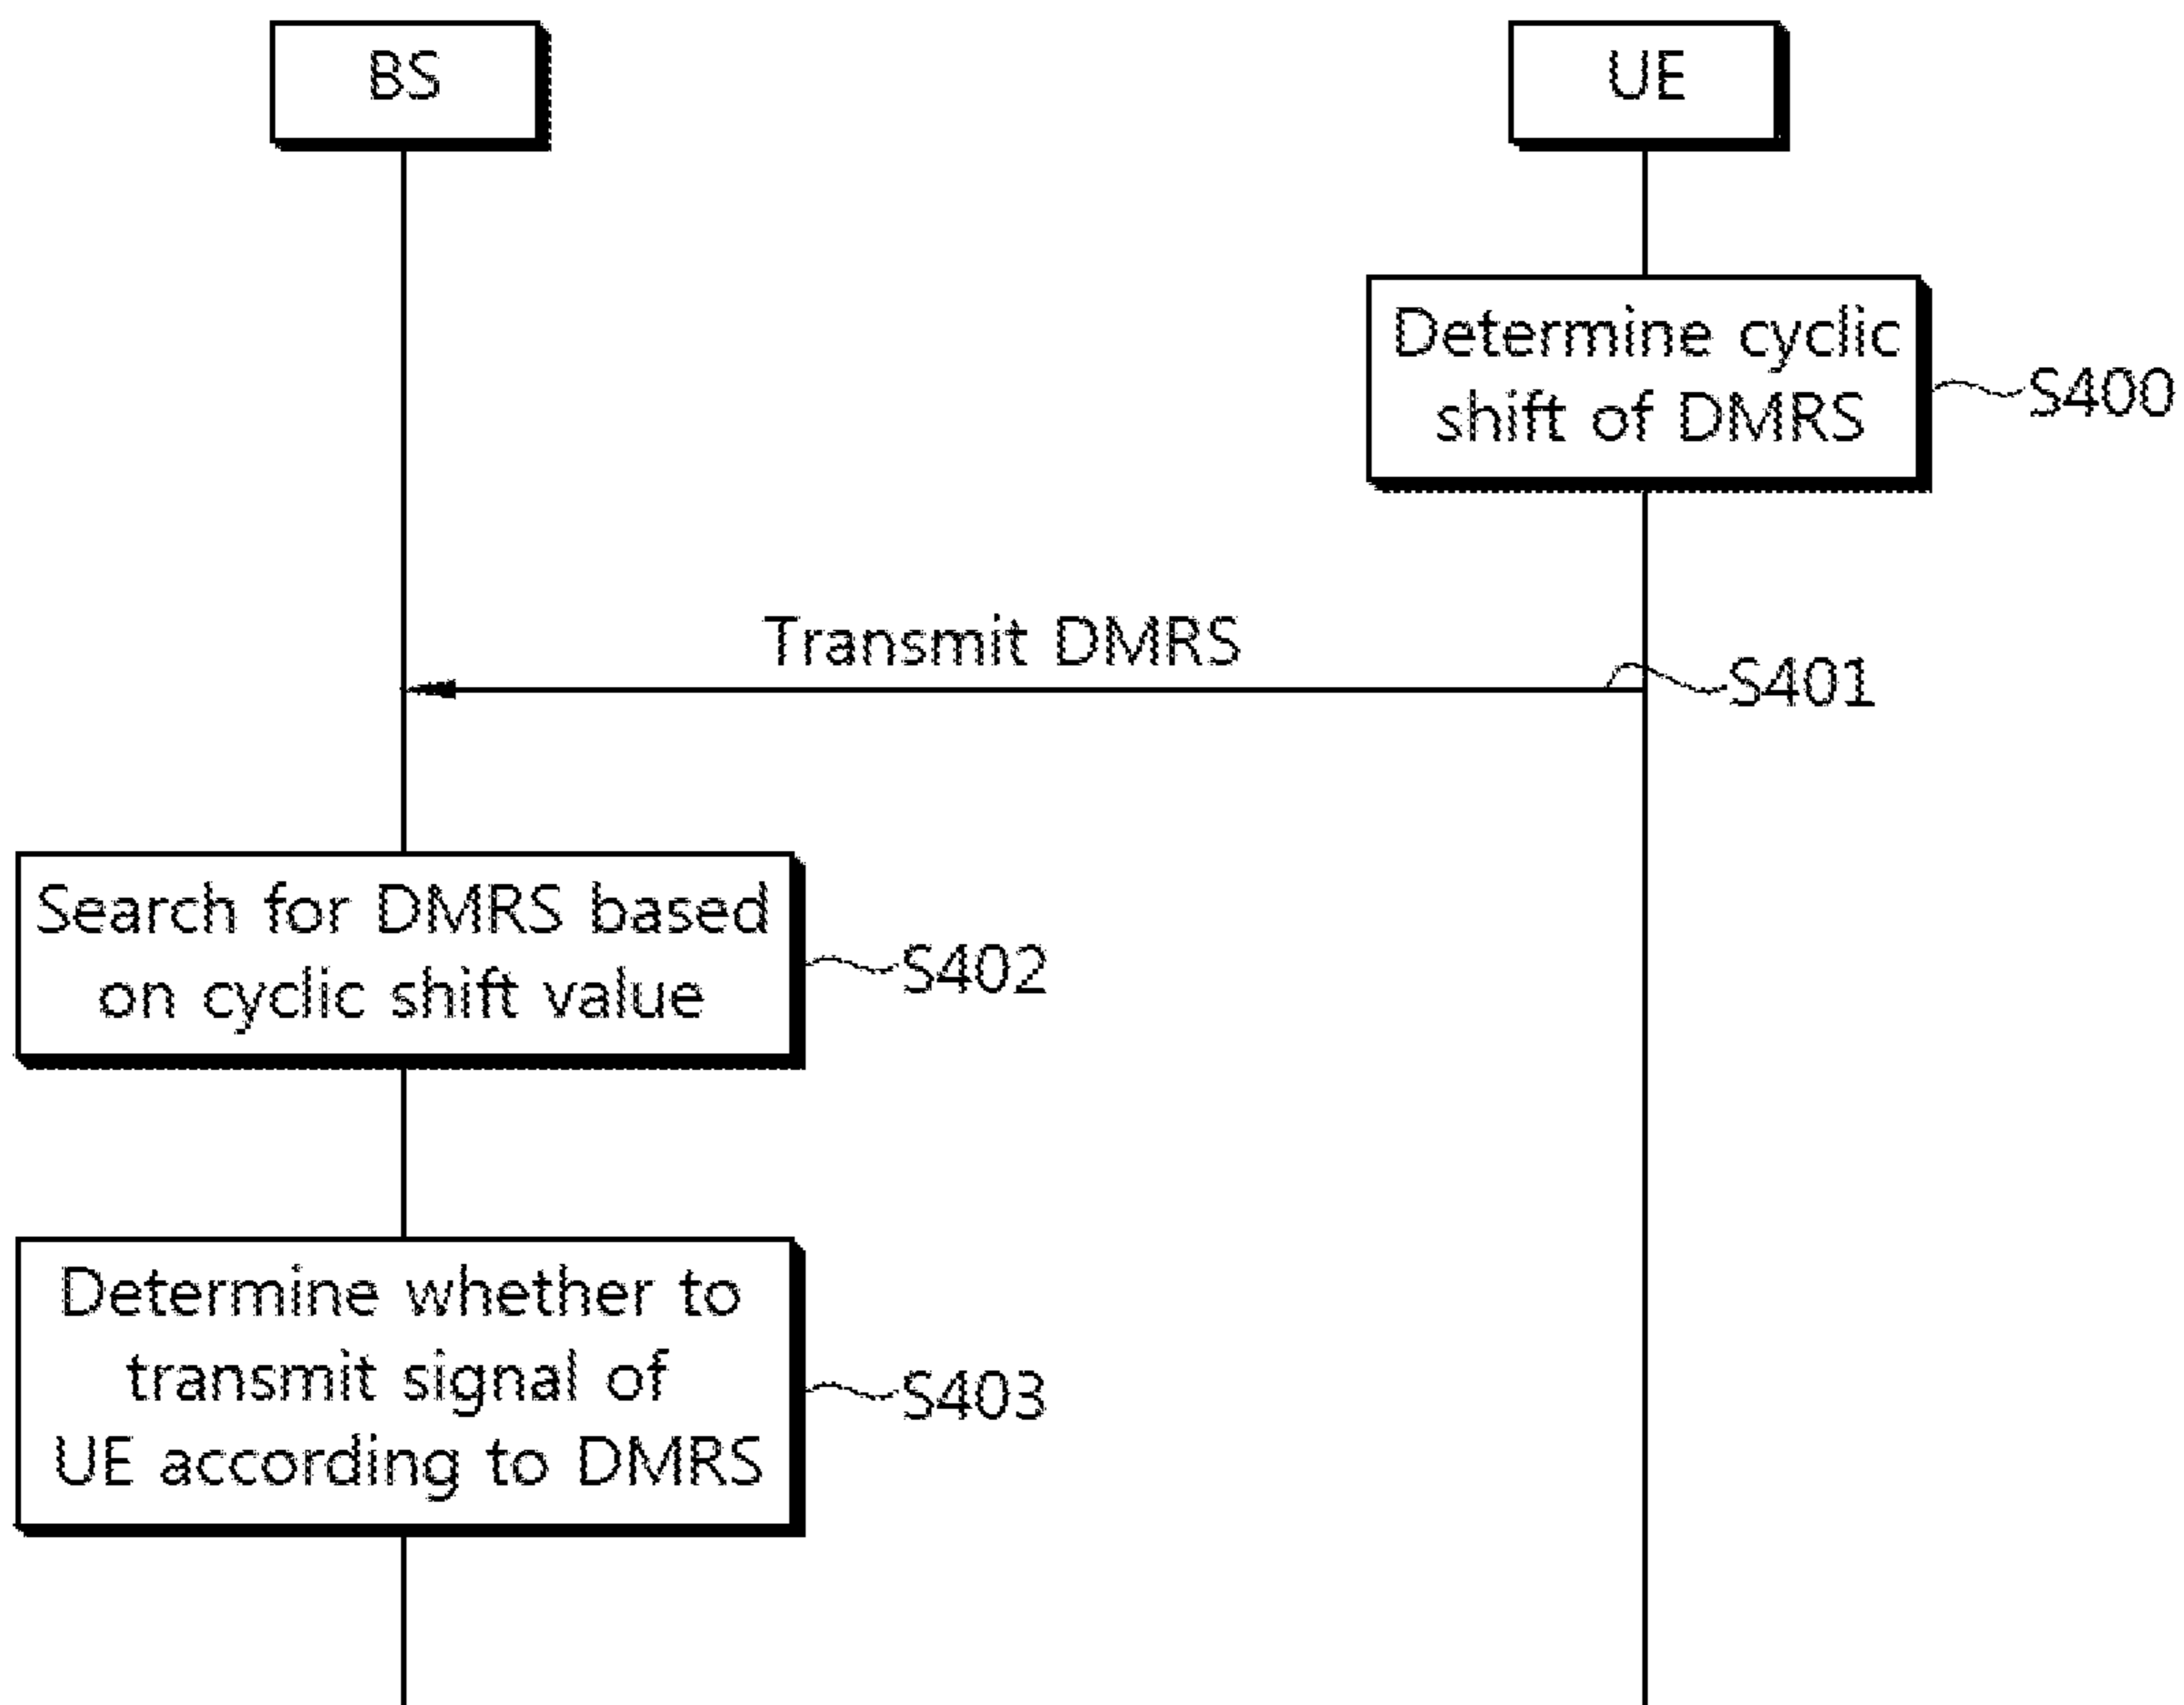 BS
UE
Determine cyclic
shift of DMRS
S400
Transmit DMRS
S401
Search for DMRS based
on cyclic shift value
S402
Determine whether to
transmit signal of
UE according to DMRS
S403